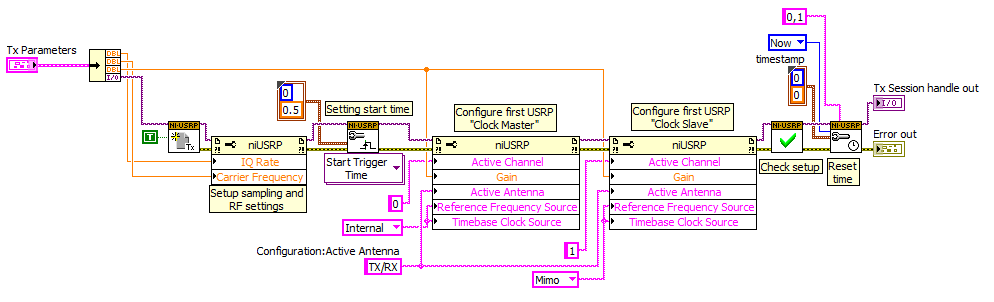 0,1
Now
timestamp
Tx Parameters
DBL
DBL
DBL
I/O
0
0.5
Setting start time
Configure first USRP
"Clock Master"
Configure first USRP
"Clock Slave"
0
0
Tx Session handle out
I/O
NI-USRP
Tx
T
NI-USRP
NI-USRP
NI-USRP
niUSRP
IQ Rate
Carrier Frequency
Setup sampling and
RF settings
Start Trigger
Time
niUSRP
Active Channel
Gain
Active Antenna
Reference Frequency Source
Timebase Clock Source
niUSRP
Active Channel
Gain
Active Antenna
Reference Frequency Source
Timebase Clock Source
Check setup
Reset
time
Error out
0
Internal
Configuration:Active Antenna
TX/RX
1
Mimo